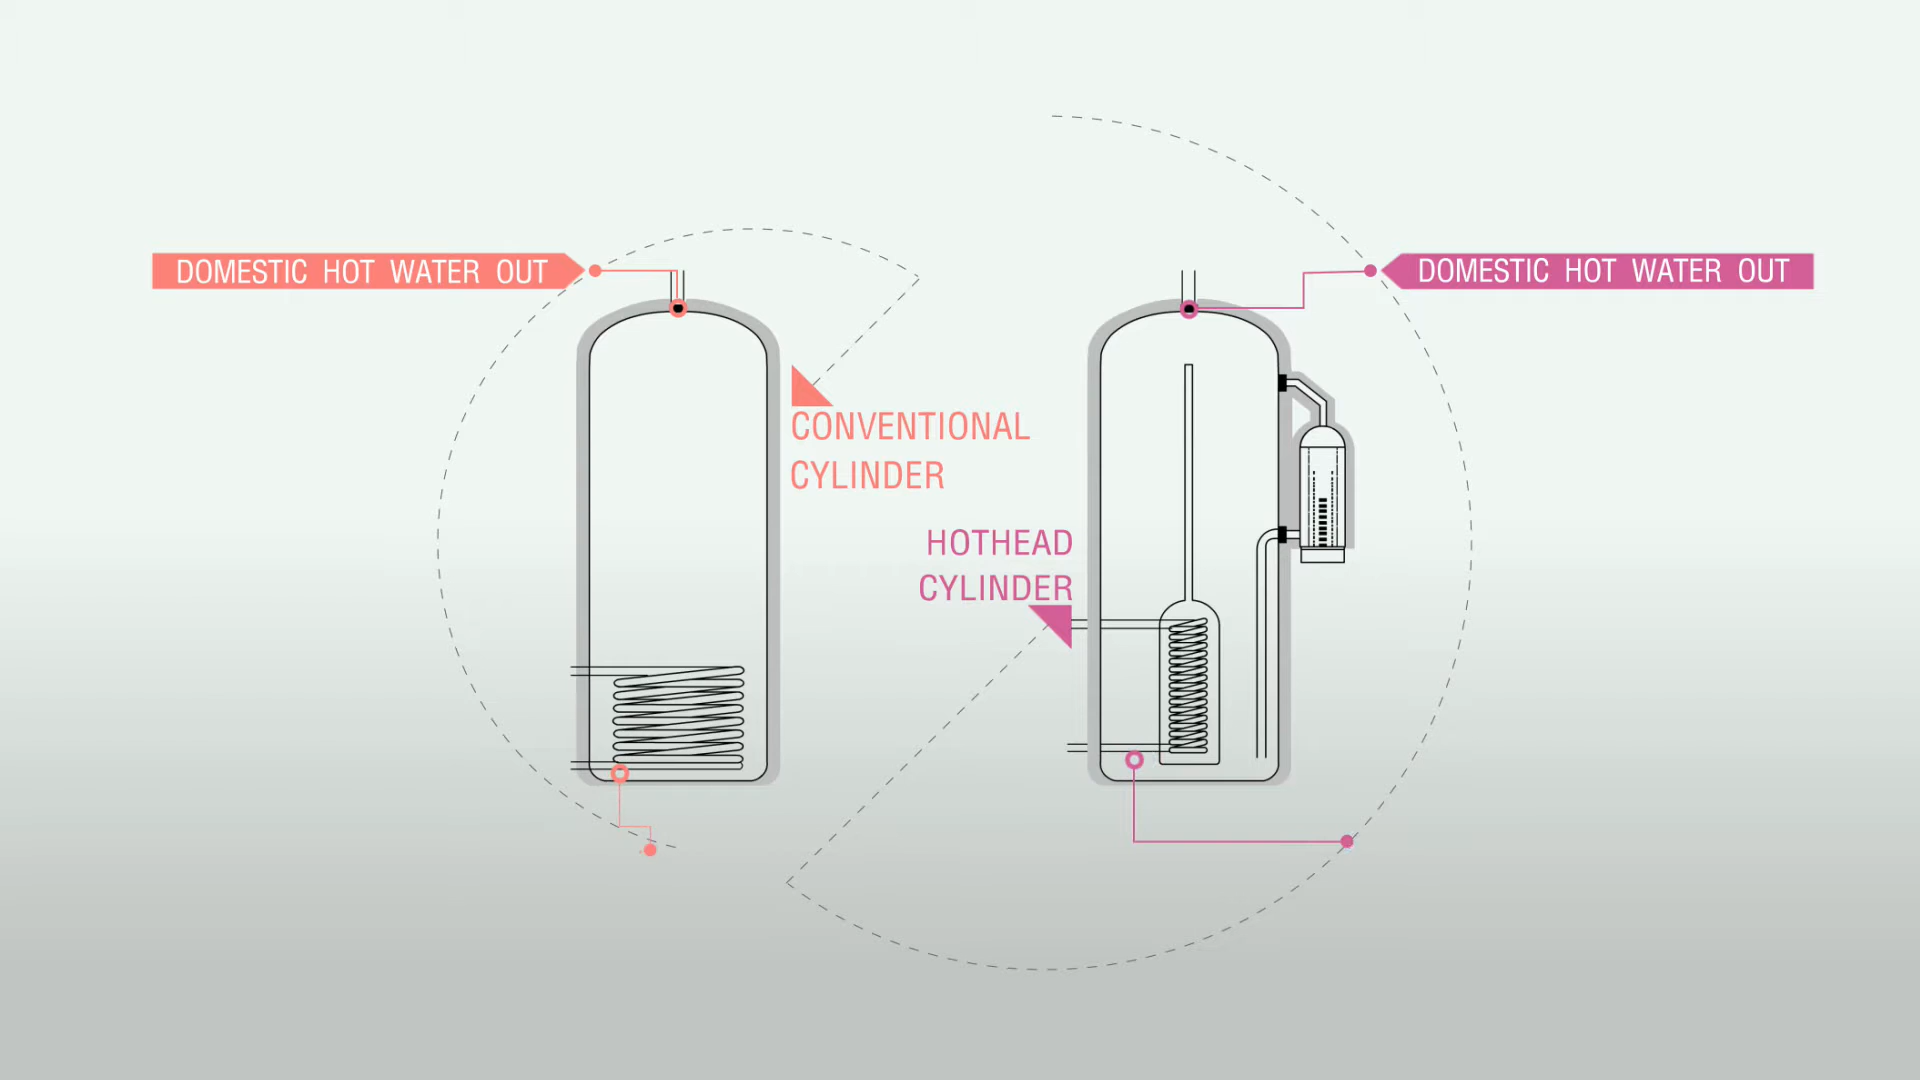 DOMESTIC HOT WATER OUT
DOMESTIC HOT WATER OUT
CONVENTIONAL
CYLINDER
HOTHEAD
CYLINDER